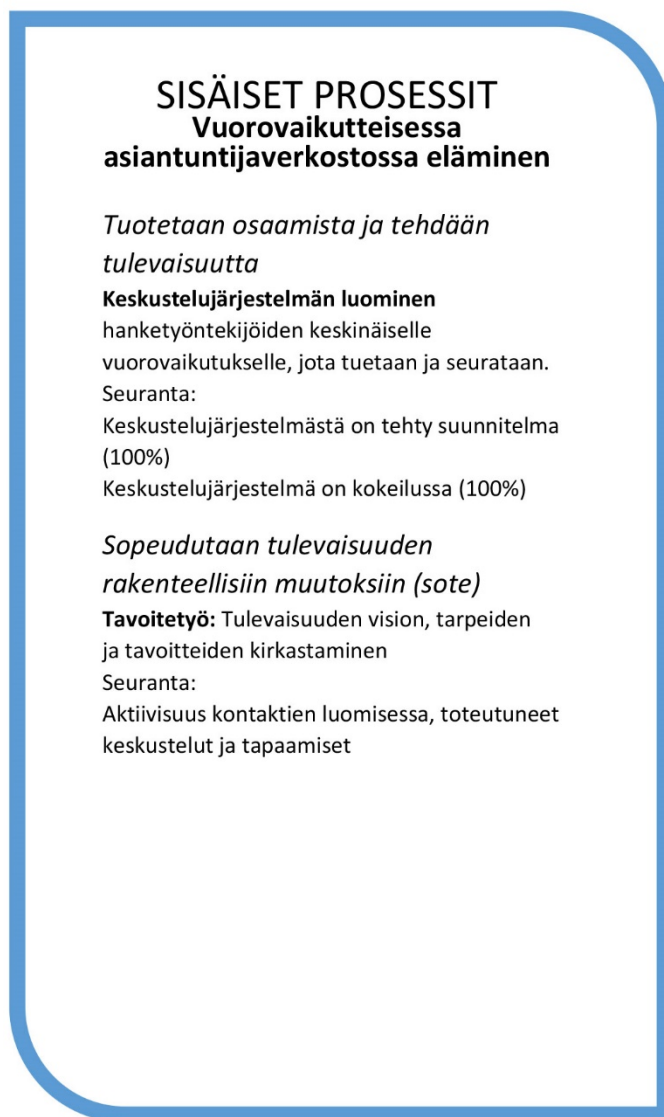 SISÄISET PROSESSIT
Vuorovaikutteisessa
asiantuntijaverkostossa eläminen
Tuotetaan osaamista ja tehdään
tulevaisuutta
Keskustelujärjestelmän luominen
hanketyöntekijöiden keskinäiselle
vuorovaikutukselle, jota tuetaan ja seurataan.
Seuranta:
Keskustelujärjestelmästä on tehty suunnitelma
(100%)
Keskustelujärjestelmä on kokeilussa (100%)
Sopeudutaan tulevaisuuden
rakenteellisiin muutoksiin (sote)
Tavoitetyö: Tulevaisuuden vision, tarpeiden
ja tavoitteiden kirkastaminen
Seuranta:
Aktiivisuus kontaktien luomisessa, toteutuneet
keskustelut ja tapaamiset